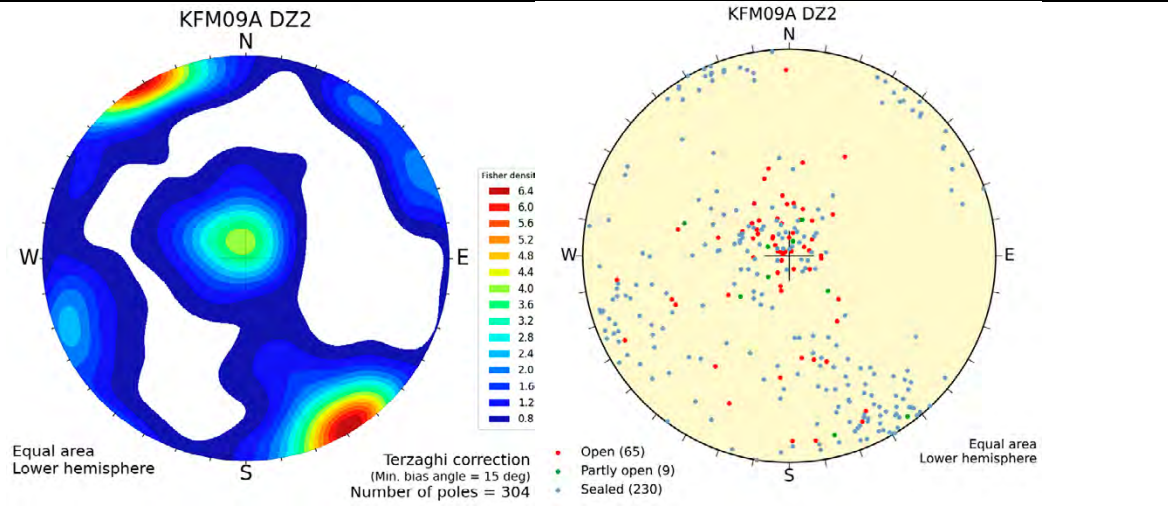 KFM09A DZ2
N
W
E
S
Fisher densit
6.4
6.0
5.6
5.2
4.8
4.4
4.0
3.6
3.2
2.8
2.4
2.0
1.6
1.2
0.8
Equal area
Lower hemisphere
Terzaghi correction
(Min. bias angle = 15 deg)
Number of poles = 304
KFM09A DZ2
N
W
E
S
Open (65)
Partly open (9)
Sealed (230)
Equal area
Lower hemisphere